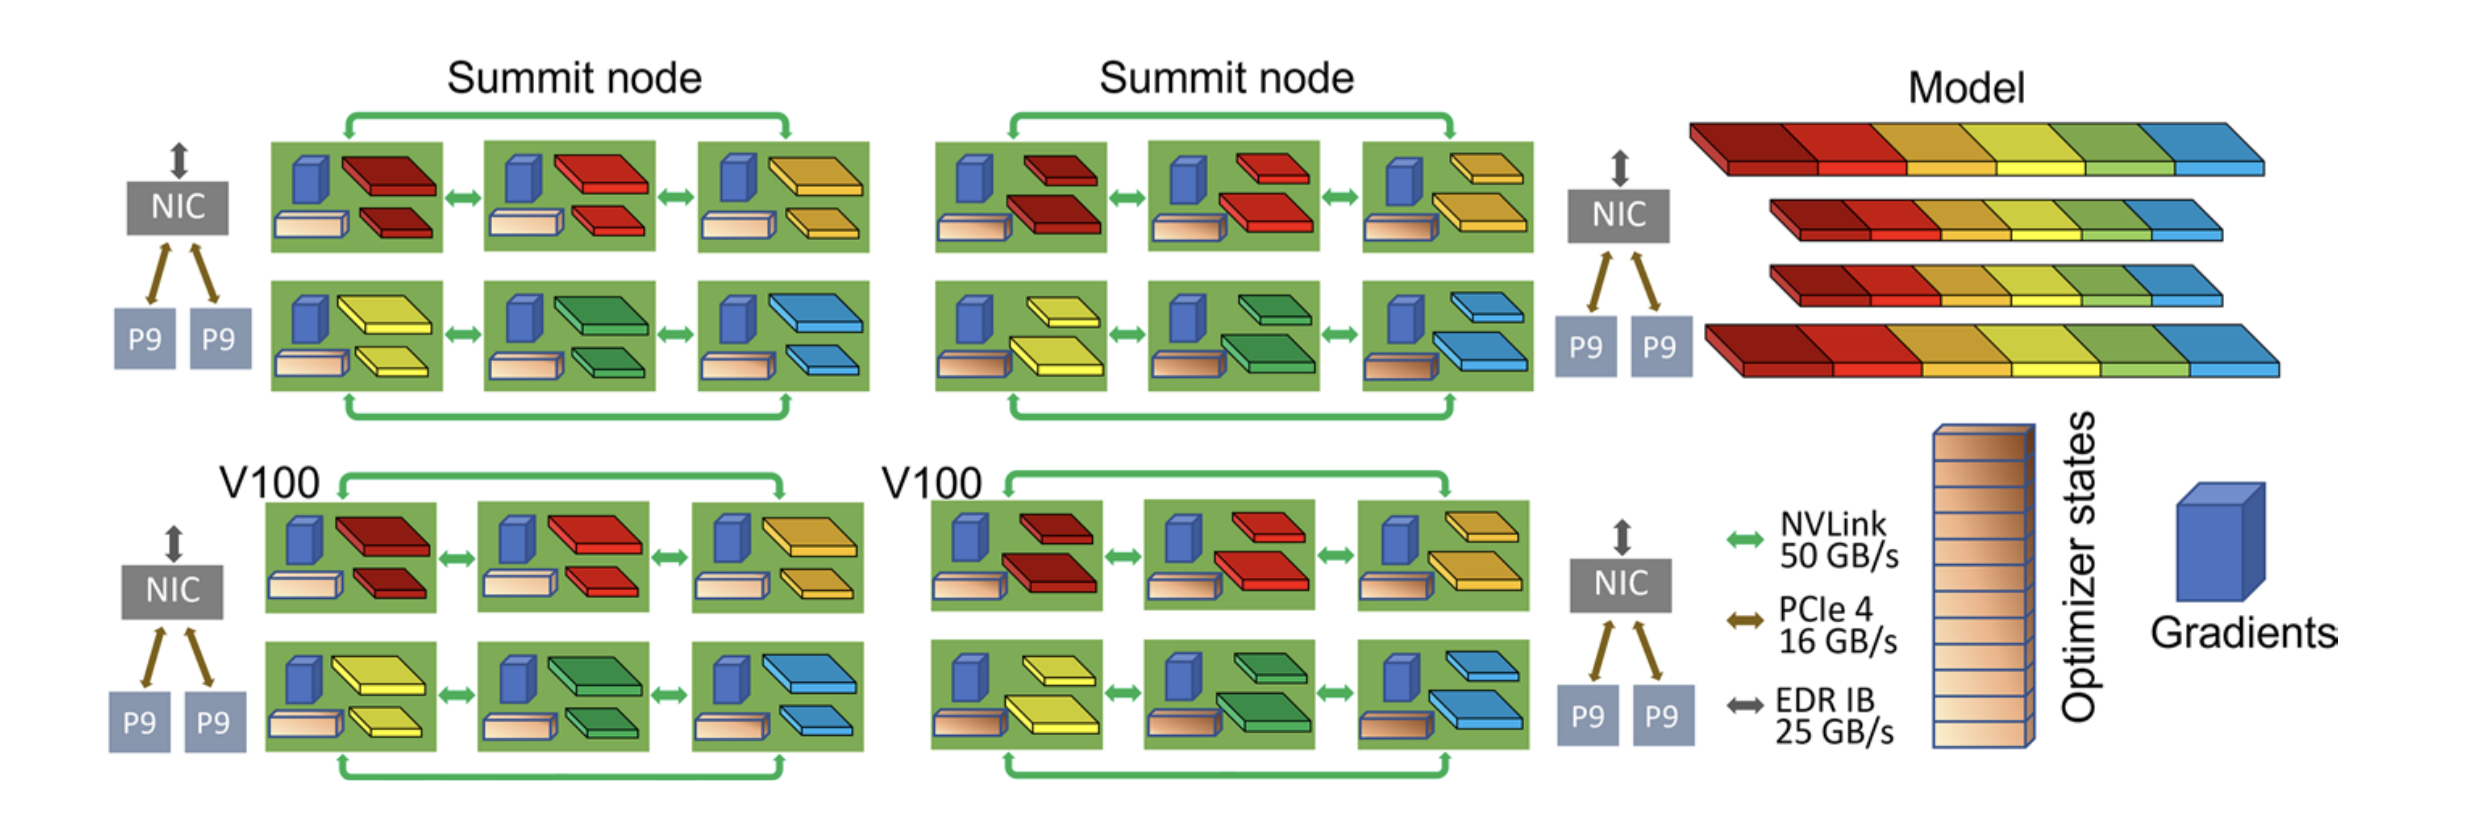 Summit node
Summit node
Model
NIC
P9 P9
NIC
P9 P9
V100
V100
NIC
P9 P9
NIC
P9 P9
NVLink
50 GB/s
PCIe 4
16 GB/s
EDR IB
25 GB/s
Optimizer states
Gradients